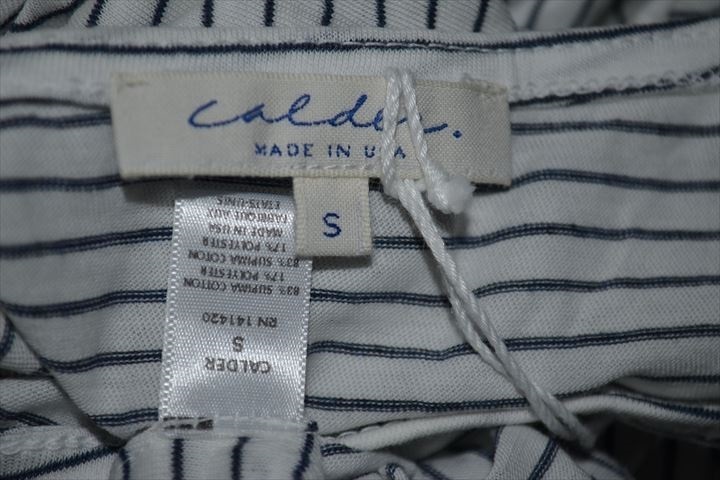 Calder.
MADE IN USA
S
CALDER
S
RN 141420
83% SUPIMA COTTON
17% POLYESTER
83% SUPIMA COTON
17% POLYESTER
MADE IN USA
FABRIQUE AUX
ETATS-UNIS